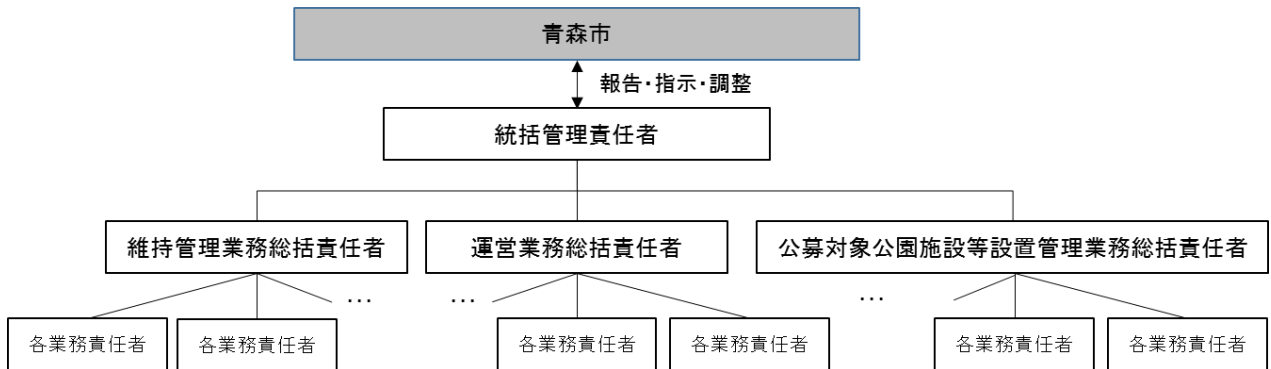 青森市
報告・指示・調整
統括管理責任者
維持管理業務総括責任者
運営業務総括責任者
公募対象公園施設等設置管理業務総括責任者
…
…
…
各業務責任者
各業務責任者
各業務責任者
各業務責任者
各業務責任者
各業務責任者